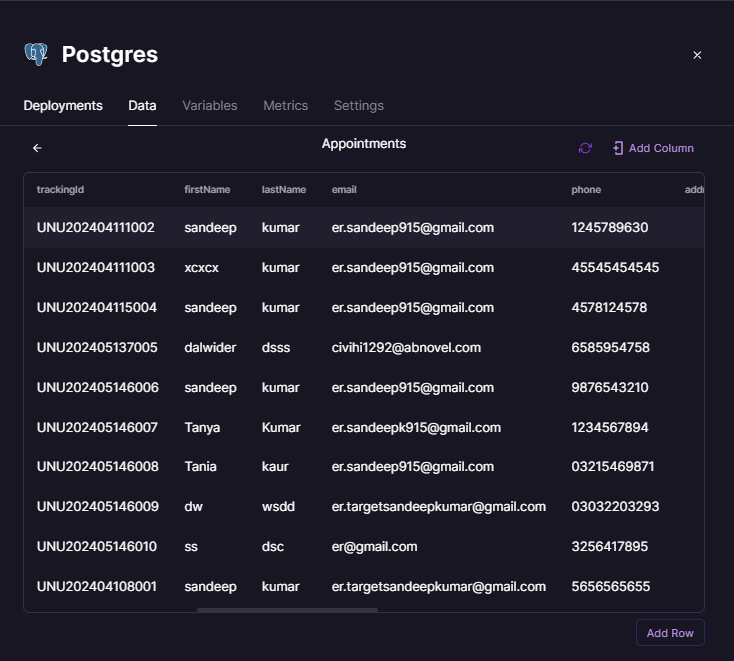 Postgres
Deployments Data Variables Metrics Settings
Appointments
Add Column
trackingId firstName lastName email phone addr
UNU202404111002 sandeep kumar er.sandeep915@gmail.com 1245789630
UNU202404111003 xcxcx kumar er.sandeep915@gmail.com 45545454545
UNU202404115004 sandeep kumar er.sandeep915@gmail.com 4578124578
UNU202405137005 dalwider dsss civihi1292@abnovel.com 6585954758
UNU202405146006 sandeep kumar er.sandeep915@gmail.com 9876543210
UNU202405146007 Tanya Kumar er.sandeepk915@gmail.com 1234567894
UNU202405146008 Tania kaur er.sandeep915@gmail.com 03215469871
UNU202405146009 dw wsdd er.targetsandeepkumar@gmail.com 03032203293
UNU202405146010 ss dsc er@gmail.com 3256417895
UNU202404108001 sandeep kumar er.targetsandeepkumar@gmail.com 5656565655
Add Row